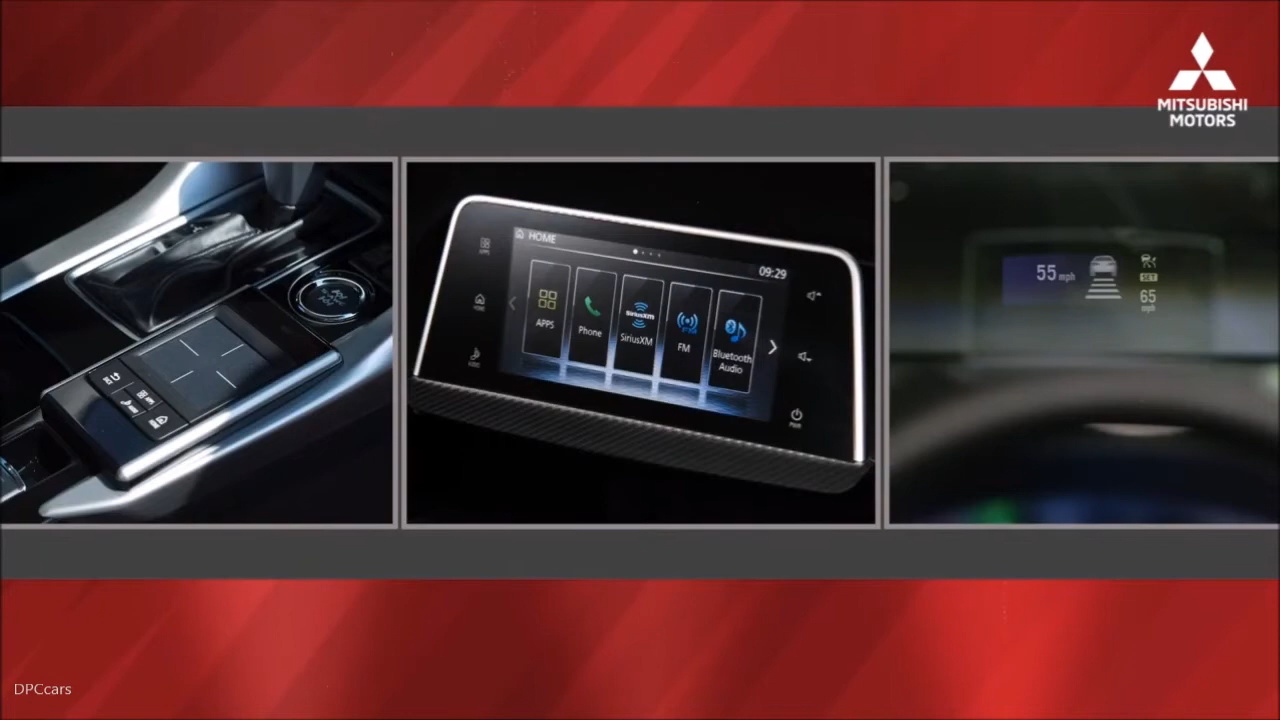 MITSUBISHI
MOTORS
HOME
09:29
APPS
Phone
SiriusXM
SiriusXM
FM
Bluetooth
Audio
55 mph
SET
65
mph
DPCcars